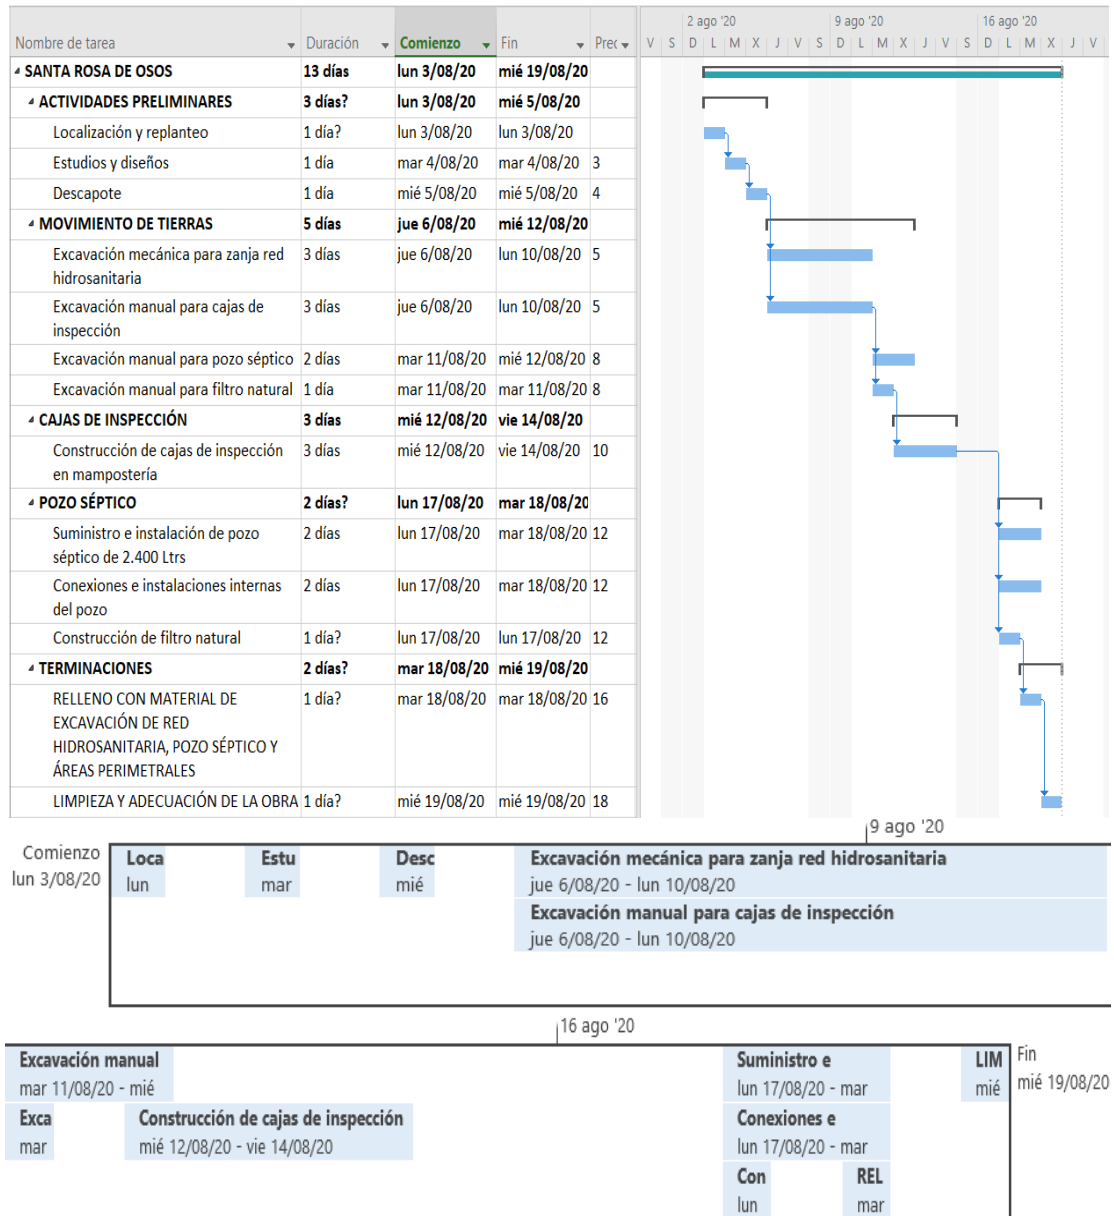 2 ago '20 9 ago '20 16 ago '20
Nombre de tarea Duración Comienzo Fin Prec V S D L M X J V S D L M X J V S D L M X J V
SANTA ROSA DE OSOS 13 días lun 3/08/20 mié 19/08/20
ACTIVIDADES PRELIMINARES 3 días? lun 3/08/20 mié 5/08/20
Localización y replanteo 1 día? lun 3/08/20 lun 3/08/20
Estudios y diseños 1 día mar 4/08/20 mar 4/08/20 3
Descapote 1 día mié 5/08/20 mié 5/08/20 4
MOVIMIENTO DE TIERRAS 5 días jue 6/08/20 mié 12/08/20
Excavación mecánica para zanja red 3 días jue 6/08/20 lun 10/08/20 5
hidrosanitaria
Excavación manual para cajas de 3 días jue 6/08/20 lun 10/08/20 5
inspección
Excavación manual para pozo séptico 2 días mar 11/08/20 mié 12/08/20 8
Excavación manual para filtro natural 1 día mar 11/08/20 mar 11/08/20 8
CAJAS DE INSPECCIÓN 3 días mié 12/08/20 vie 14/08/20
Construcción de cajas de inspección 3 días mié 12/08/20 vie 14/08/20 10
en mampostería
POZO SÉPTICO 2 días? lun 17/08/20 mar 18/08/20
Suministro e instalación de pozo 2 días lun 17/08/20 mar 18/08/20 12
séptico de 2.400 Ltrs
Conexiones e instalaciones internas 2 días lun 17/08/20 mar 18/08/20 12
del pozo
Construcción de filtro natural 1 día? lun 17/08/20 lun 17/08/20 12
TERMINACIONES 2 días? mar 18/08/20 mié 19/08/20
RELLENO CON MATERIAL DE 1 día? mar 18/08/20 mar 18/08/20 16
EXCAVACIÓN DE RED
HIDROSANITARIA, POZO SÉPTICO Y
ÁREAS PERIMETRALES
LIMPIEZA Y ADECUACIÓN DE LA OBRA 1 día? mié 19/08/20 mié 19/08/20 18
9 ago '20
Comienzo
lun 3/08/20
Loca Estu Desc Excavación mecánica para zanja red hidrosanitaria
lun mar mié jue 6/08/20 - lun 10/08/20
Excavación manual para cajas de inspección
jue 6/08/20 - lun 10/08/20
16 ago '20
Excavación manual Suministro e LIM Fin
mar 11/08/20 - mié lun 17/08/20 - mar mié mié 19/08/20
Exca Construcción de cajas de inspección Conexiones e
mar mié 12/08/20 - vie 14/08/20 lun 17/08/20 - mar
Con REL
lun mar